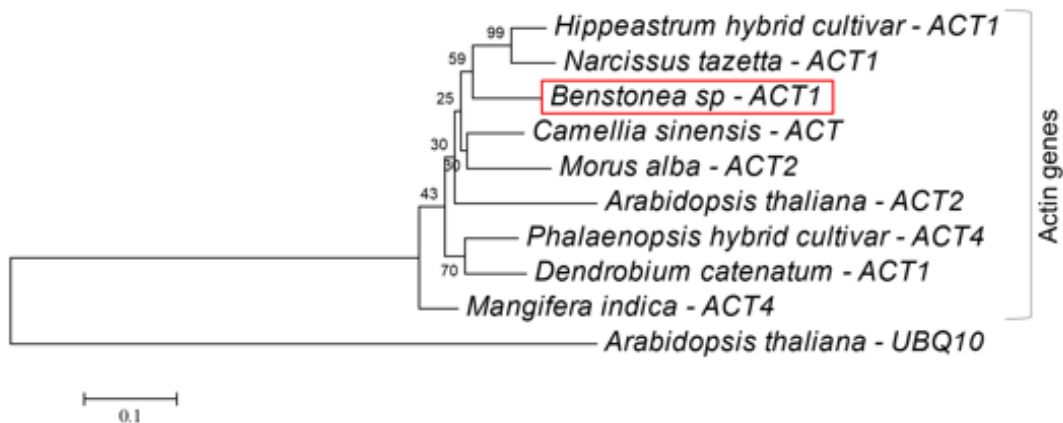 Hippeastrum hybrid cultivar - ACT1
99
Narcissus tazetta - ACT1
59
Benstonea sp - ACT1
25
Camellia sinensis - ACT
30
30
Morus alba - ACT2
43
Arabidopsis thaliana - ACT2
Phalaenopsis hybrid cultivar - ACT4
70
Dendrobium catenatum - ACT1
Mangifera indica - ACT4
Arabidopsis thaliana - UBQ10
Actin genes
0.1